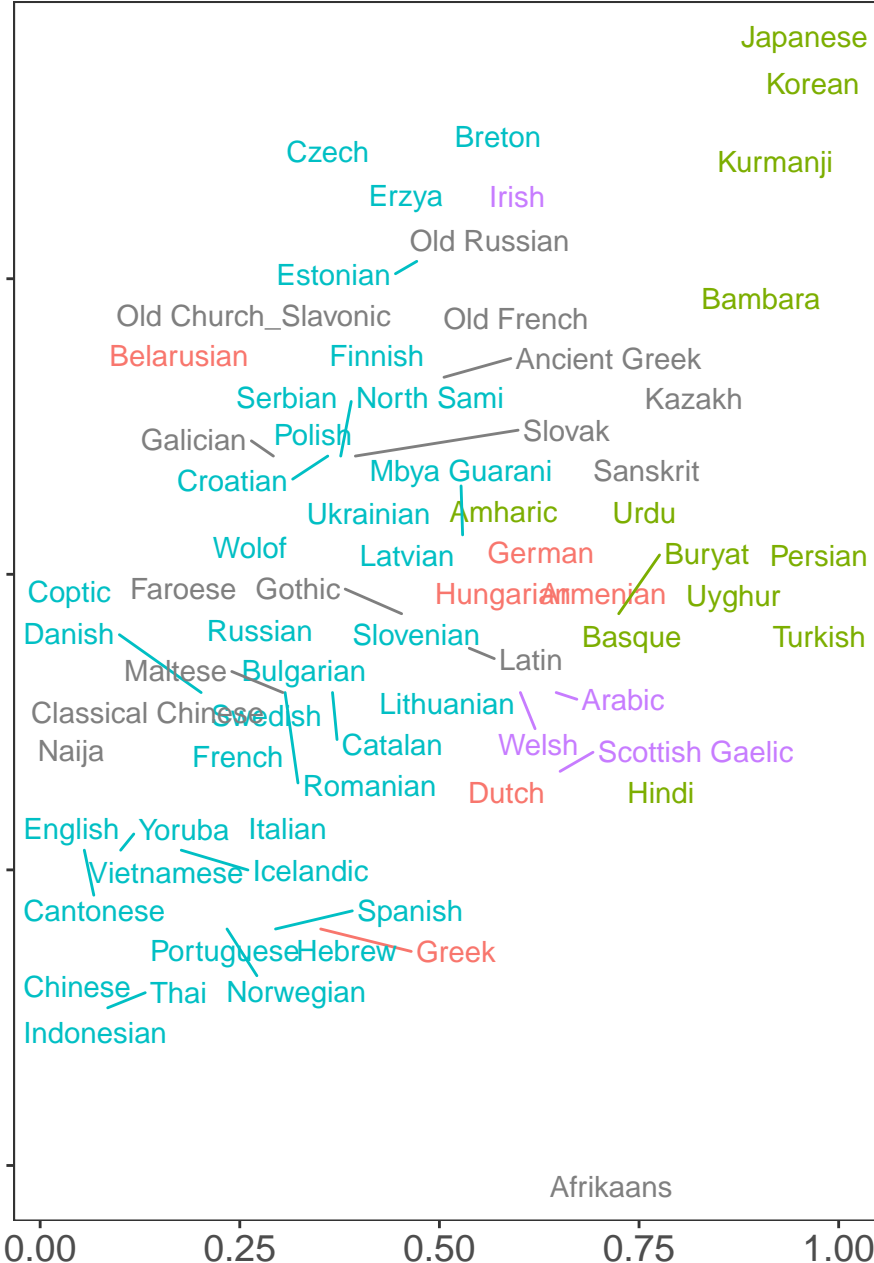 Japanese
Korean
Breton
Czech
Kurmanji
Erzya
Irish
Old Russian
Estonian
Bambara
Old Church_Slavonic
Old French
Belarusian
Finnish
Ancient Greek
Serbian
North Sami
Kazakh
Galician
Polish
Slovak
Croatian
Mbya Guarani
Sanskrit
Ukrainian
Amharic
Urdu
Wolof
Latvian
German
Buryat
Persian
Coptic
Faroese
Gothic
Hungarian
Armenian
Uyghur
Danish
Russian
Slovenian
Basque
Turkish
Maltese
Bulgarian
Latin
Classical Chinese
Swedish
Lithuanian
Arabic
Naija
French
Catalan
Welsh
Scottish Gaelic
Romanian
Dutch
Hindi
English
Yoruba
Italian
Vietnamese
Icelandic
Cantonese
Spanish
Portuguese
Hebrew
Greek
Chinese
Thai
Norwegian
Indonesian
Afrikaans
0.00 0.25 0.50 0.75 1.00